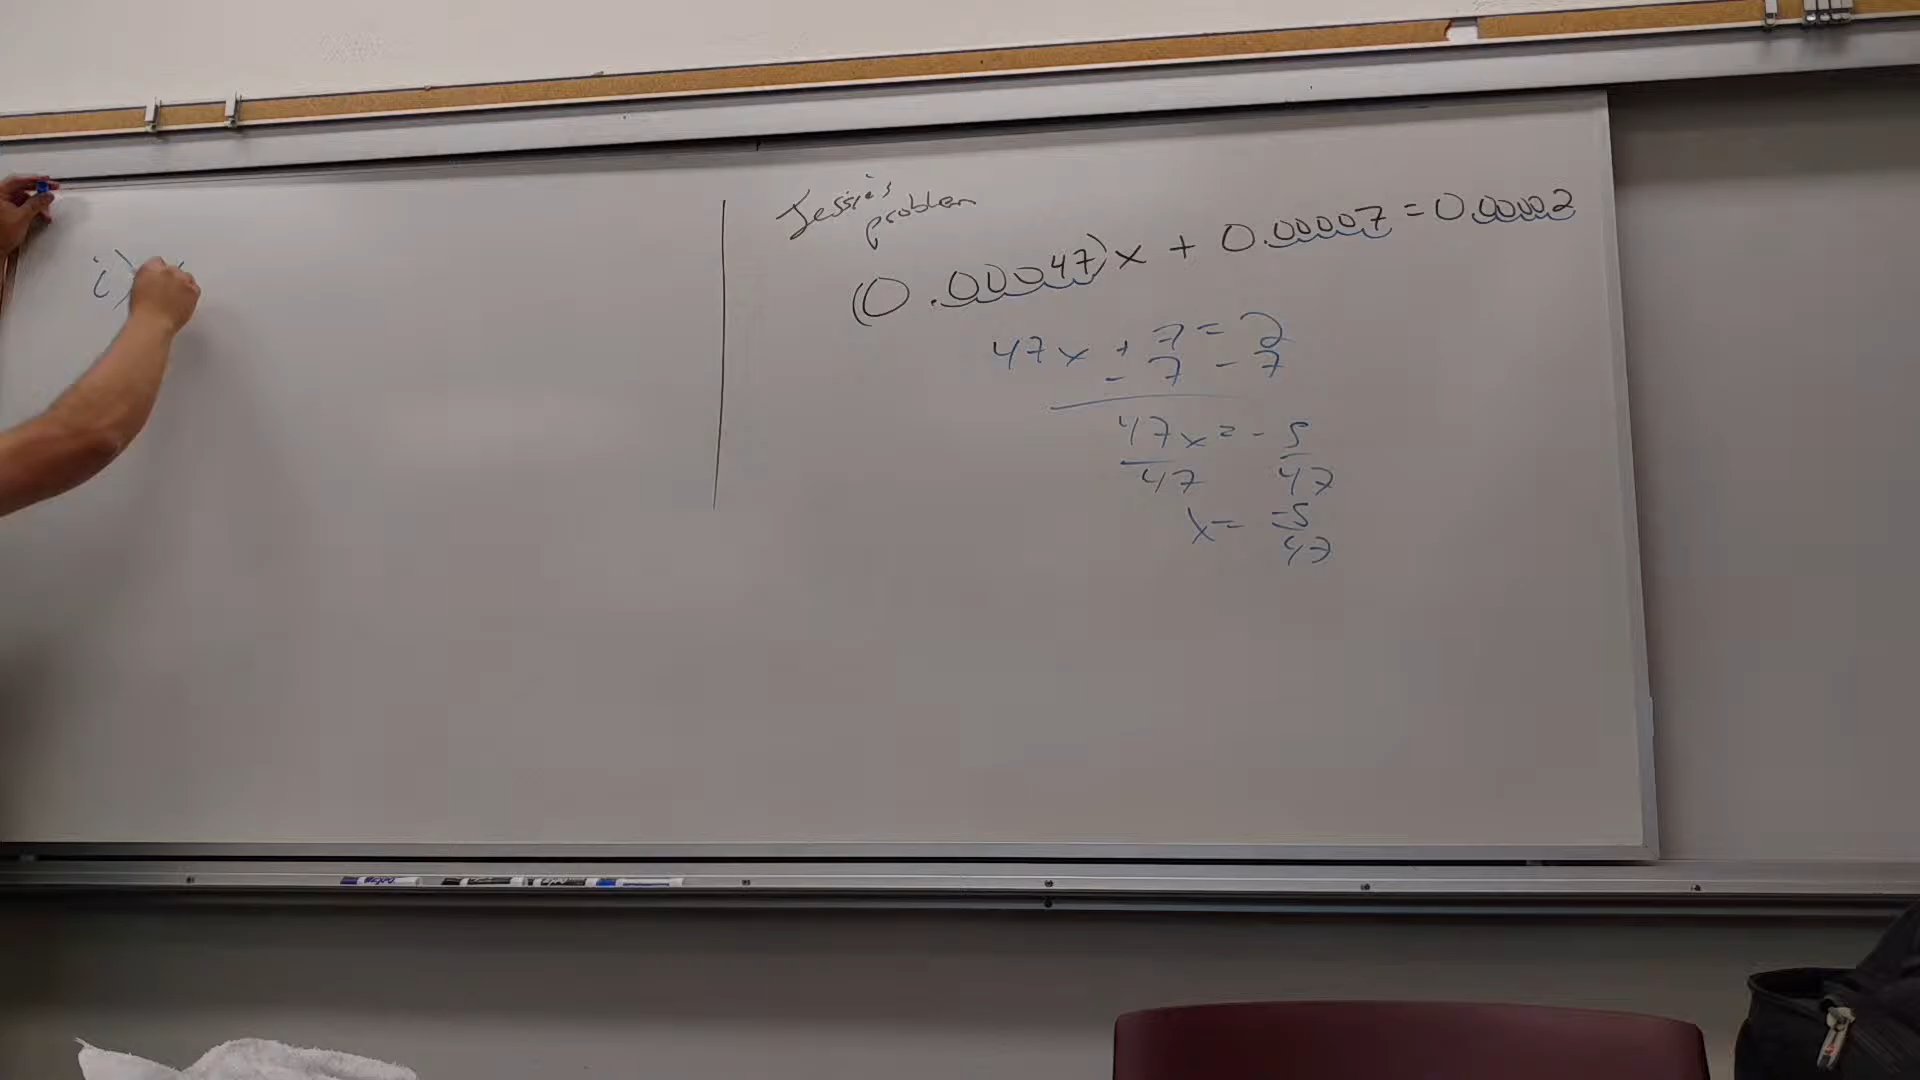 i)
Jessie's
problem
(0.00047)x + 0.00007 = 0.00002
47x + 7 = 2
- 7 - 7
47x = - 5
47 47
x = -5
47